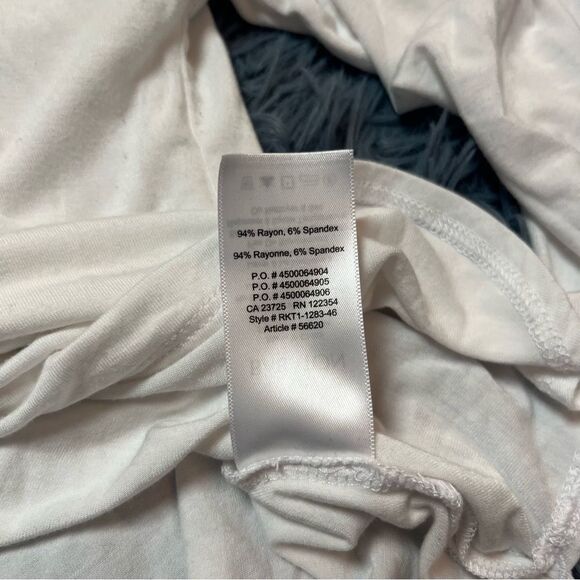 94% Rayon, 6% Spandex
94% Rayonne, 6% Spandex
P.O. # 4500064904
P.O. # 4500064905
P.O. # 4500064906
CA 23725 RN 122354
Style # RKT1-1283-46
Article # 56620